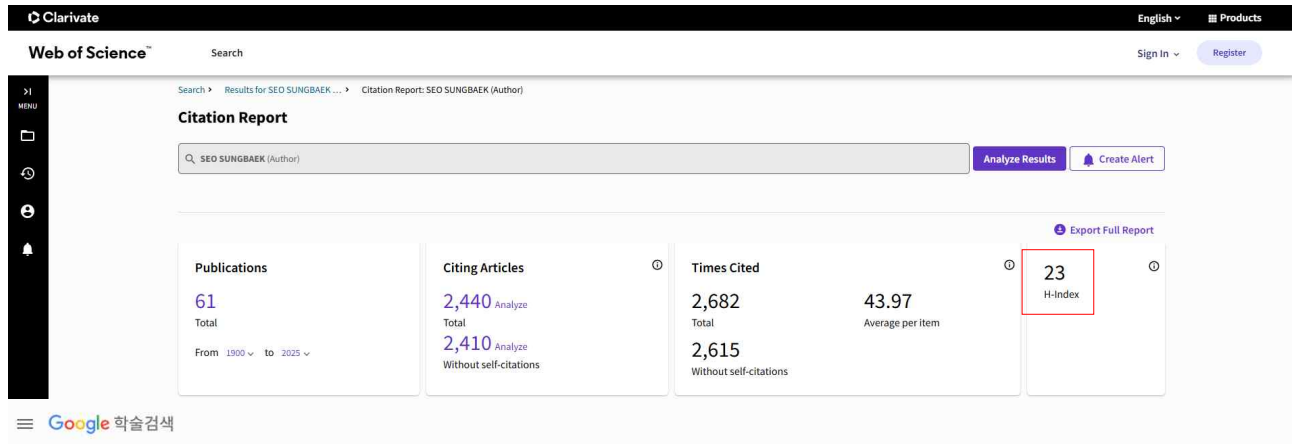 Clarivate English Products
Web of Science™ Search Sign In Register
MENU
Search > Results for SEO SUNGBAEK ... > Citation Report: SEO SUNGBAEK (Author)
Citation Report
SEO SUNGBAEK (Author) Analyze Results Create Alert
Export Full Report
Publications
61
Total
From 1900 to 2025
Citing Articles
2,440 Analyze
Total
2,410 Analyze
Without self-citations
Times Cited
2,682
Total
2,615
Without self-citations
43.97
Average per item
23
H-Index
Google 학술검색